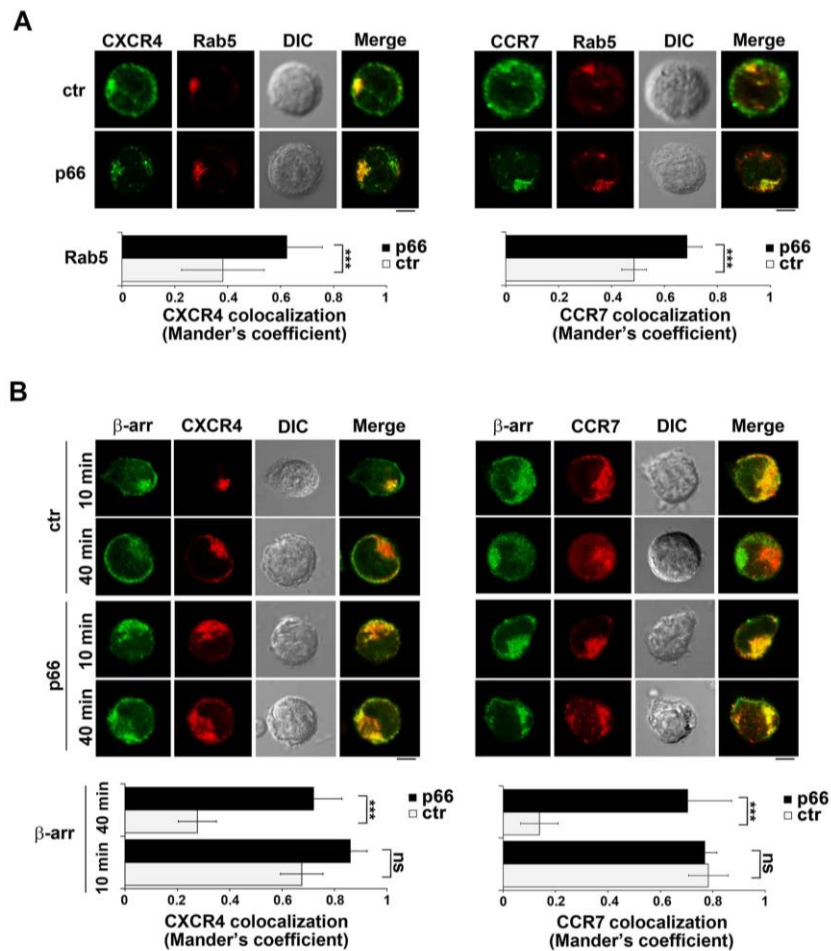 A
CXCR4 Rab5 DIC Merge
CCR7 Rab5 DIC Merge
ctr
p66
Rab5
p66
ctr
***
0 0.2 0.4 0.6 0.8 1
CXCR4 colocalization
(Mander's coefficient)
p66
ctr
***
0 0.2 0.4 0.6 0.8 1
CCR7 colocalization
(Mander's coefficient)
B
β-arr CXCR4 DIC Merge
β-arr CCR7 DIC Merge
ctr
10 min
40 min
p66
10 min
40 min
β-arr
40 min
10 min
p66
ctr
***
ns
0 0.2 0.4 0.6 0.8 1
CXCR4 colocalization
(Mander's coefficient)
p66
ctr
***
ns
0 0.2 0.4 0.6 0.8 1
CCR7 colocalization
(Mander's coefficient)